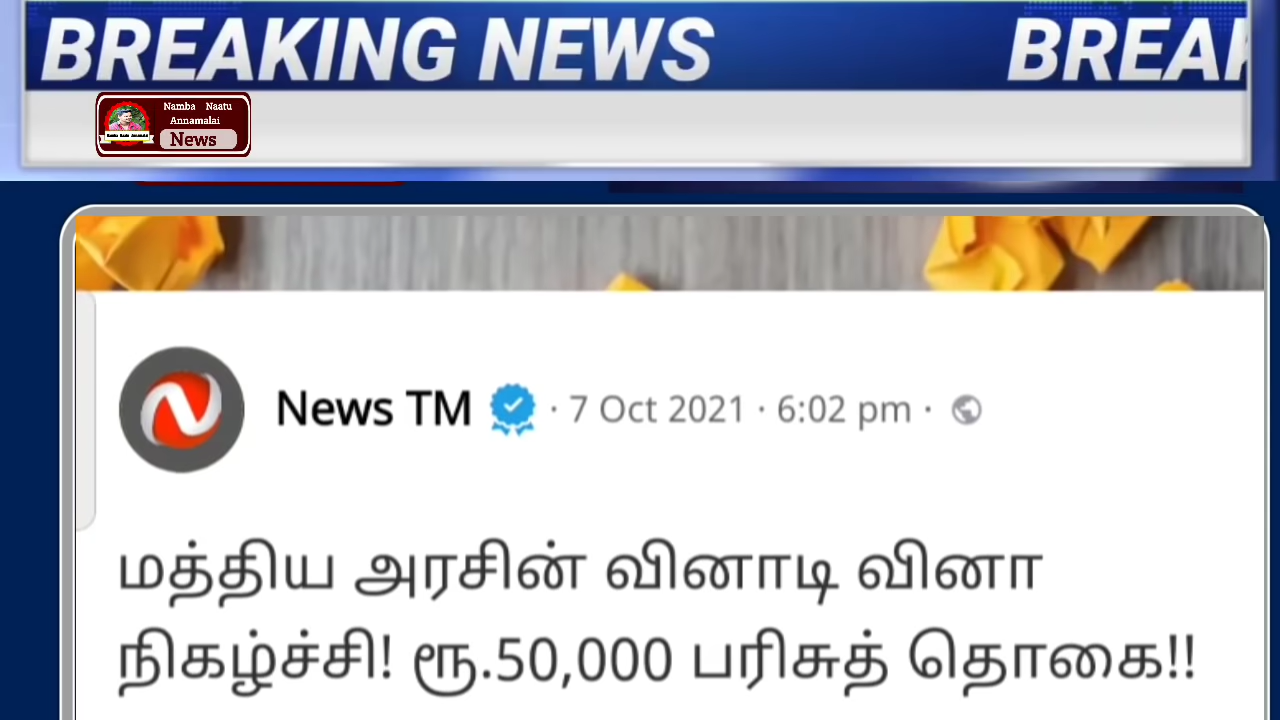 BREAKING NEWS BREAK
Namba Naatu
Annamalai
News
News TM · 7 Oct 2021 · 6:02 pm ·
மத்திய அரசின் வினாடி வினா
நிகழ்ச்சி! ரூ.50,000 பரிசுத் தொகை!!